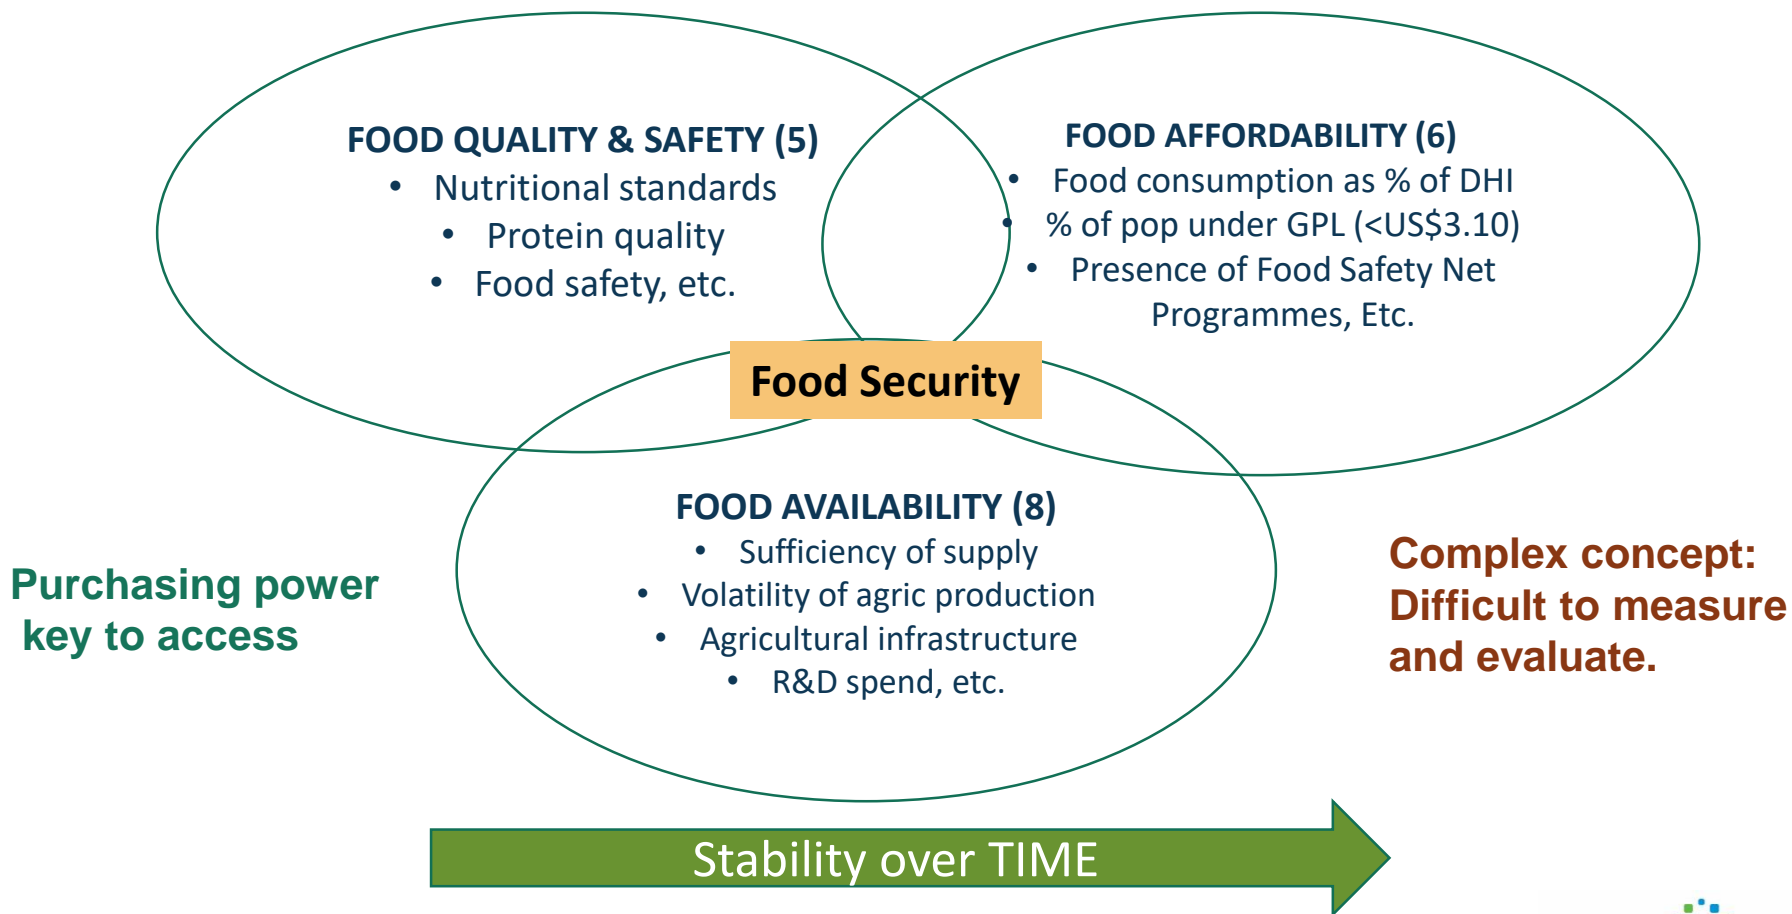 FOOD QUALITY & SAFETY (5)
• Nutritional standards
• Protein quality
• Food safety, etc.
FOOD AFFORDABILITY (6)
• Food consumption as % of DHI
• % of pop under GPL (<US$3.10)
• Presence of Food Safety Net
Programmes, Etc.
Food Security
FOOD AVAILABILITY (8)
• Sufficiency of supply
• Volatility of agric production
• Agricultural infrastructure
• R&D spend, etc.
Purchasing power
key to access
Complex concept:
Difficult to measure
and evaluate.
Stability over TIME